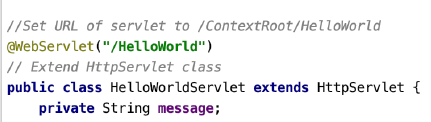 //Set URL of servlet to /ContextRoot/HelloWorld
@WebServlet("/HelloWorld")
// Extend HttpServlet class
public class HelloWorldServlet extends HttpServlet {
    private String message;